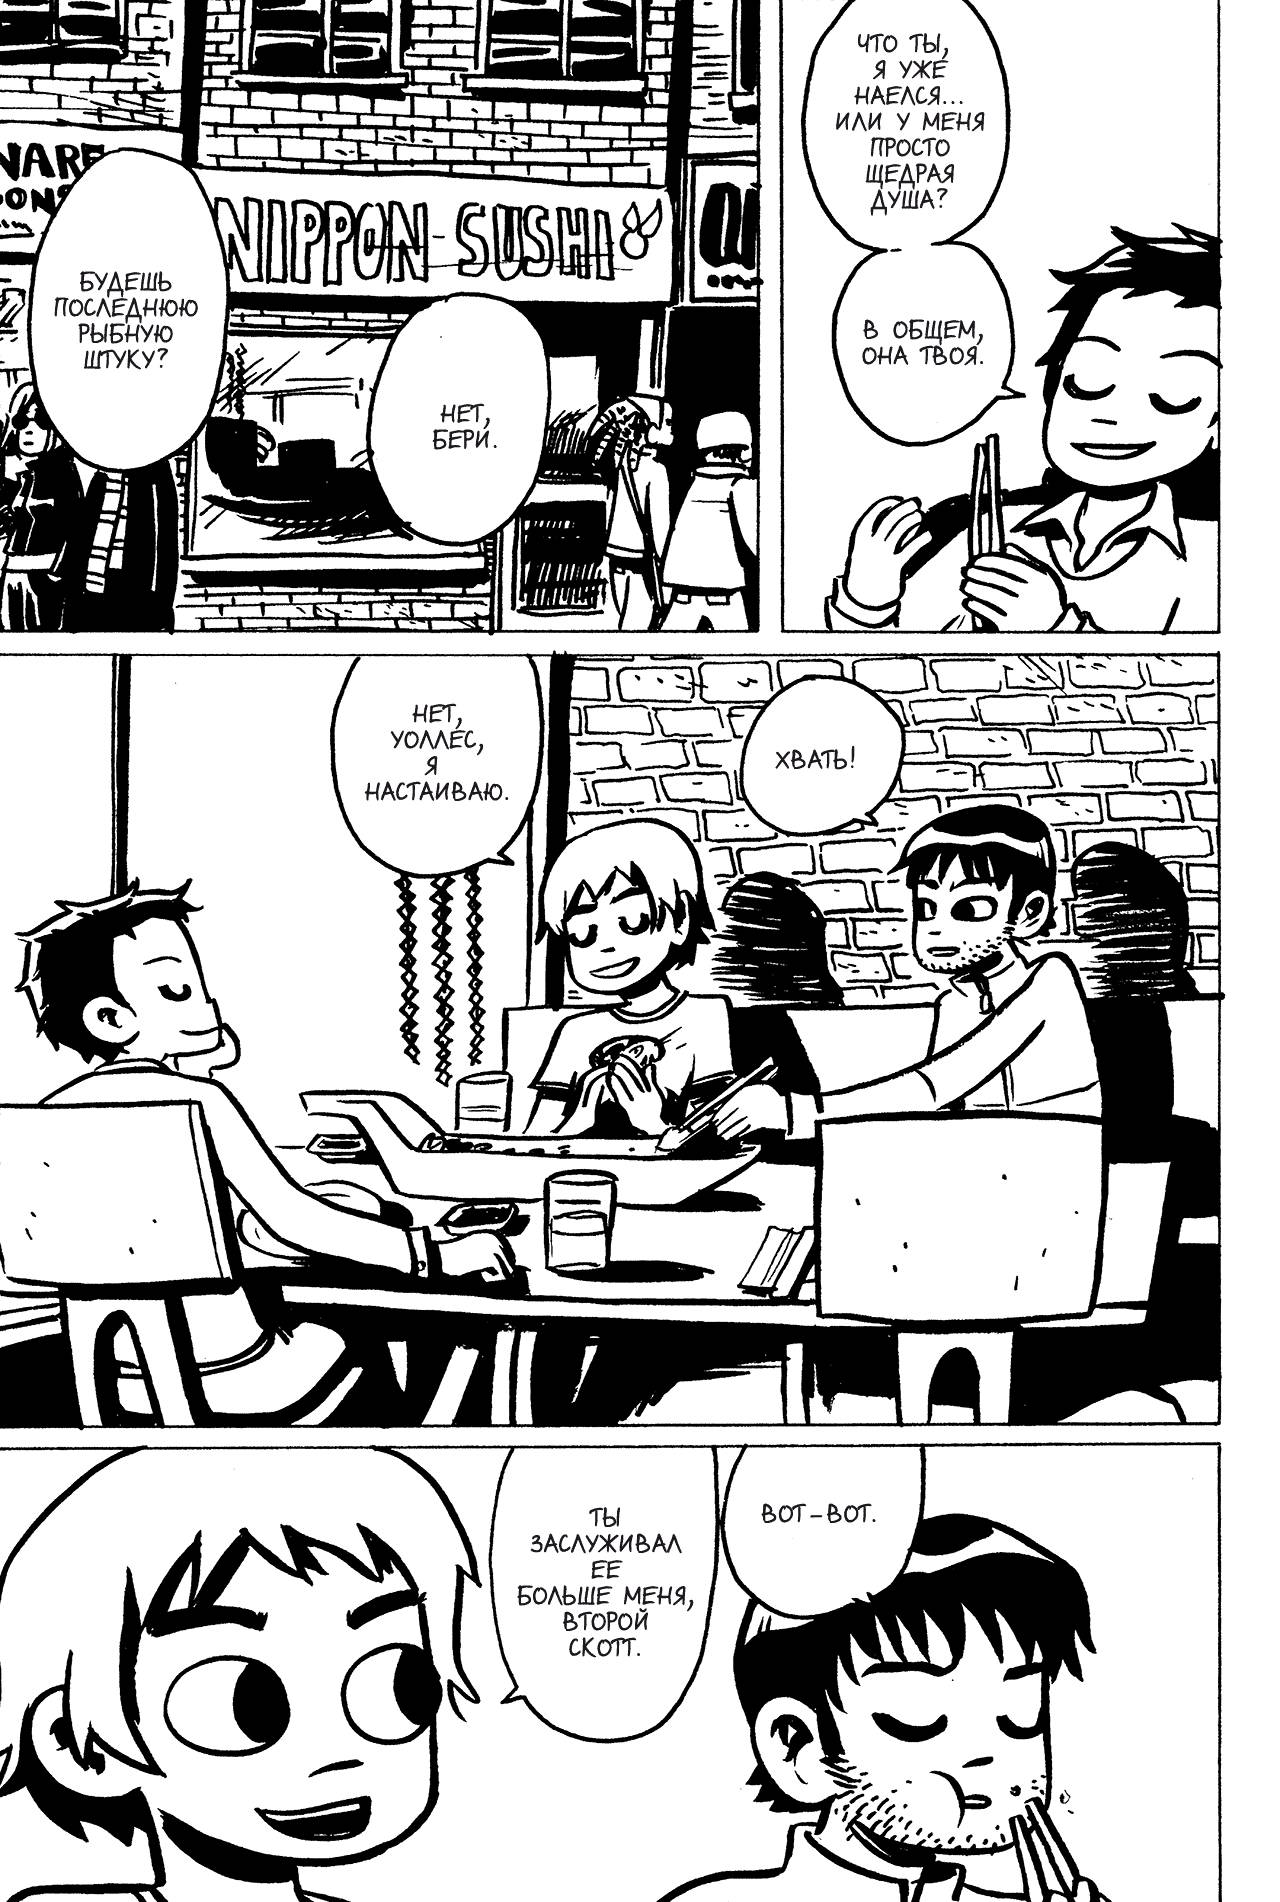 WARE
NIPPON SUSHI
БУДЕШЬ
ПОСЛЕДНЮЮ
РЫБНУЮ
ШТУКУ?
НЕТ,
БЕРИ.
ЧТО ТЫ,
Я УЖЕ
НАЕЛСЯ...
ИЛИ У МЕНЯ
ПРОСТО
ЩЕДРАЯ
ДУША?
В ОБЩЕМ,
ОНА ТВОЯ.
НЕТ,
УОЛЛЕС,
Я
НАСТАИВАЮ.
ХВАТЬ!
ТЫ
ЗАСЛУЖИВАЛ
ЕЕ
БОЛЬШЕ МЕНЯ,
ВТОРОЙ
СКОТТ.
ВОТ-ВОТ.